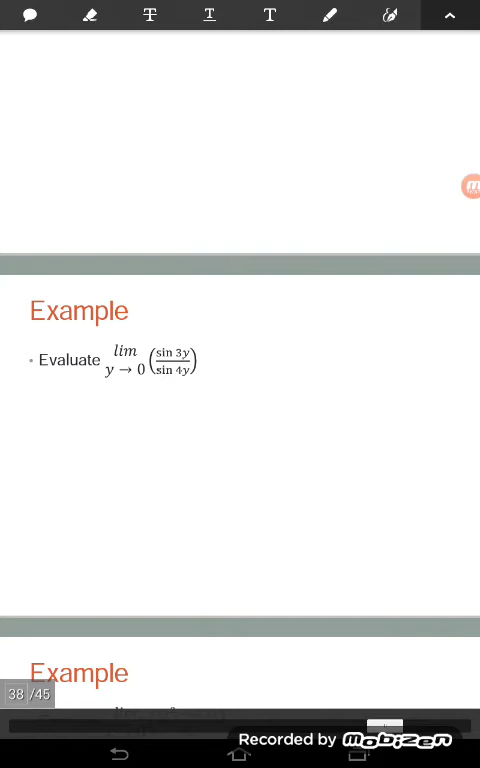 Example
• Evaluate lim y → 0 (sin 3y / sin 4y)
Example
38 /45
Recorded by mobizen